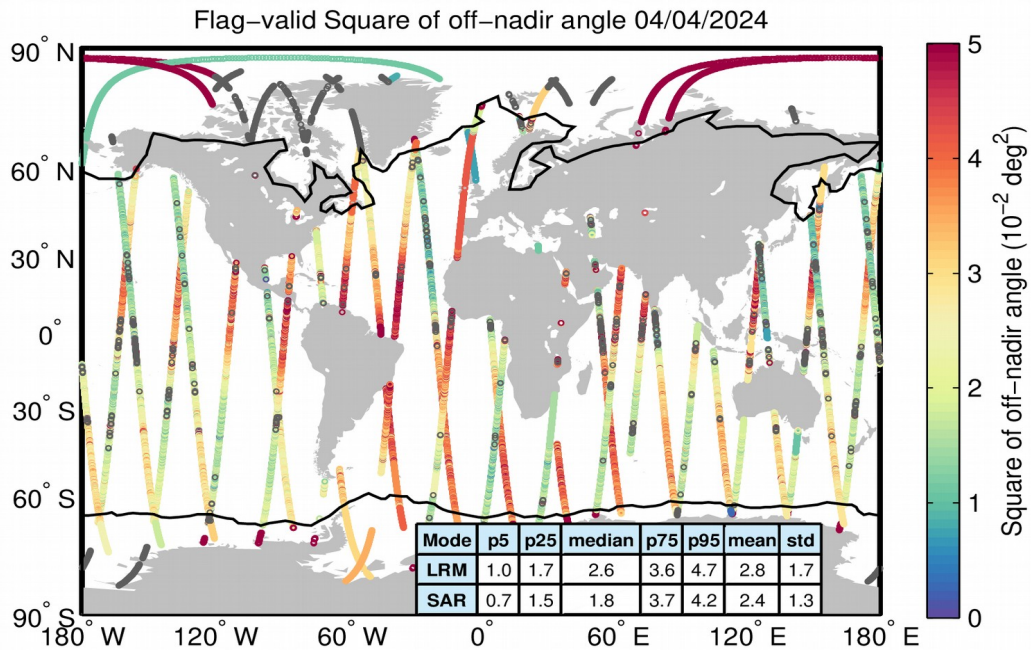 Flag−valid Square of off−nadir angle 04/04/2024
90° N
60° N
30° N
0°
30° S
60° S
90° S
180° W
120° W
60° W
0°
60° E
120° E
180° E
Mode p5 p25 median p75 p95 mean std
LRM 1.0 1.7 2.6 3.6 4.7 2.8 1.7
SAR 0.7 1.5 1.8 3.7 4.2 2.4 1.3
5
4
3
2
1
0
Square of off−nadir angle (10⁻² deg²)